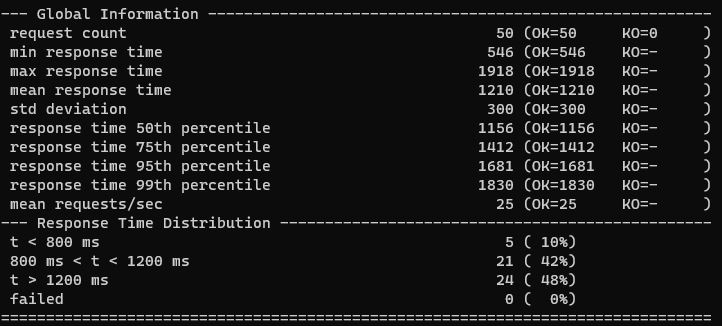 --- Global Information --------------------------------------------------------
 request count                                         50 (OK=50     KO=0     )
 min response time                                    546 (OK=546    KO=-     )
 max response time                                   1918 (OK=1918   KO=-     )
 mean response time                                  1210 (OK=1210   KO=-     )
 std deviation                                        300 (OK=300    KO=-     )
 response time 50th percentile                       1156 (OK=1156   KO=-     )
 response time 75th percentile                       1412 (OK=1412   KO=-     )
 response time 95th percentile                       1681 (OK=1681   KO=-     )
 response time 99th percentile                       1830 (OK=1830   KO=-     )
 mean requests/sec                                     25 (OK=25     KO=-     )
--- Response Time Distribution ------------------------------------------------
 t < 800 ms                                             5 ( 10%)
 800 ms < t < 1200 ms                                  21 ( 42%)
 t > 1200 ms                                           24 ( 48%)
 failed                                                 0 (  0%)
================================================================================